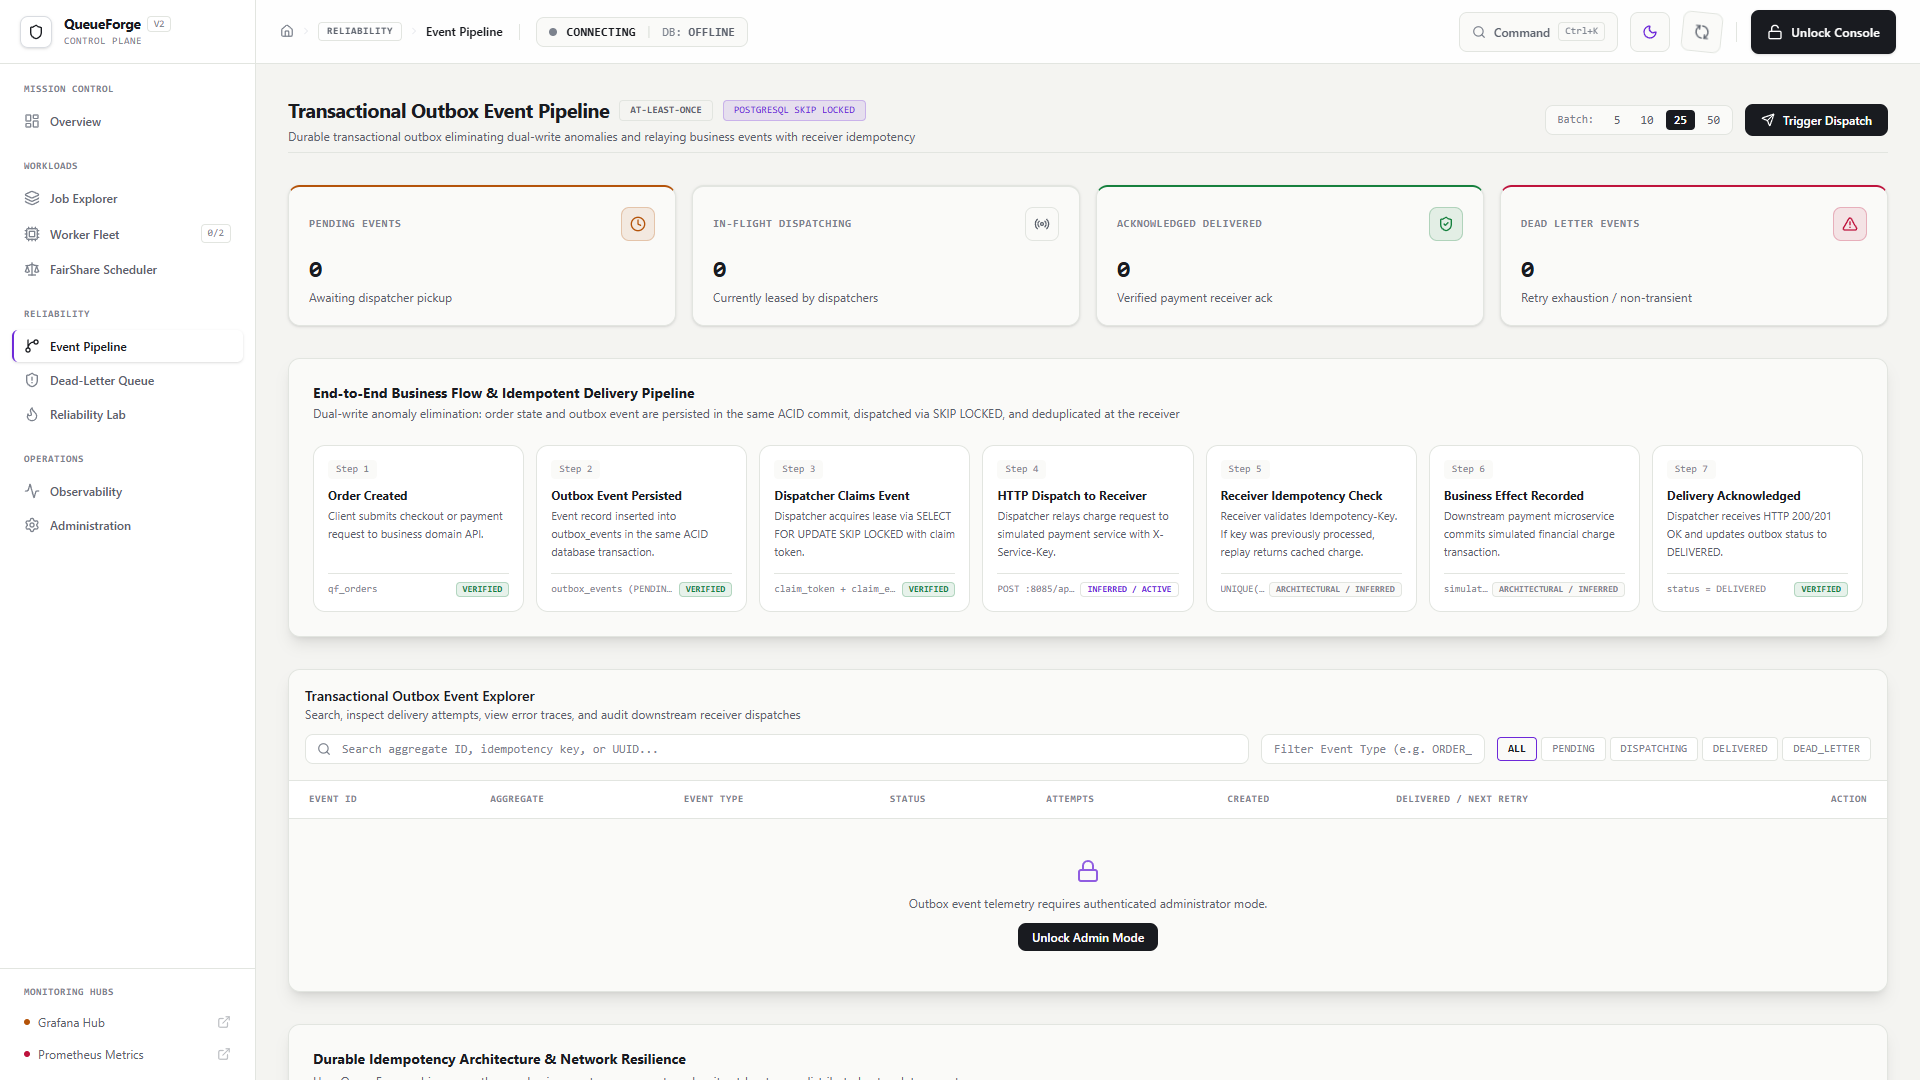 QueueForge V2
CONTROL PLANE
MISSION CONTROL
Overview
WORKLOADS
Job Explorer
Worker Fleet 0/2
FairShare Scheduler
RELIABILITY
Event Pipeline
Dead-Letter Queue
Reliability Lab
OPERATIONS
Observability
Administration
MONITORING HUBS
Grafana Hub
Prometheus Metrics
RELIABILITY Event Pipeline CONNECTING DB: OFFLINE
Command Ctrl+K Unlock Console
Transactional Outbox Event Pipeline AT-LEAST-ONCE POSTGRESQL SKIP LOCKED
Durable transactional outbox eliminating dual-write anomalies and relaying business events with receiver idempotency
Batch: 5 10 25 50 Trigger Dispatch
PENDING EVENTS
0
Awaiting dispatcher pickup
IN-FLIGHT DISPATCHING
0
Currently leased by dispatchers
ACKNOWLEDGED DELIVERED
0
Verified payment receiver ack
DEAD LETTER EVENTS
0
Retry exhaustion / non-transient
End-to-End Business Flow & Idempotent Delivery Pipeline
Dual-write anomaly elimination: order state and outbox event are persisted in the same ACID commit, dispatched via SKIP LOCKED, and deduplicated at the receiver
Step 1
Order Created
Client submits checkout or payment
request to business domain API.
qf_orders VERIFIED
Step 2
Outbox Event Persisted
Event record inserted into
outbox_events in the same ACID
database transaction.
outbox_events (PENDIN… VERIFIED
Step 3
Dispatcher Claims Event
Dispatcher acquires lease via SELECT
FOR UPDATE SKIP LOCKED with claim
token.
claim_token + claim_e… VERIFIED
Step 4
HTTP Dispatch to Receiver
Dispatcher relays charge request to
simulated payment service with X-
Service-Key.
POST :8085/ap… INFERRED / ACTIVE
Step 5
Receiver Idempotency Check
Receiver validates Idempotency-Key.
If key was previously processed,
replay returns cached charge.
UNIQUE(… ARCHITECTURAL / INFERRED
Step 6
Business Effect Recorded
Downstream payment microservice
commits simulated financial charge
transaction.
simulat… ARCHITECTURAL / INFERRED
Step 7
Delivery Acknowledged
Dispatcher receives HTTP 200/201
OK and updates outbox status to
DELIVERED.
status = DELIVERED VERIFIED
Transactional Outbox Event Explorer
Search, inspect delivery attempts, view error traces, and audit downstream receiver dispatches
Search aggregate ID, idempotency key, or UUID... Filter Event Type (e.g. ORDER_ ALL PENDING DISPATCHING DELIVERED DEAD_LETTER
EVENT ID AGGREGATE EVENT TYPE STATUS ATTEMPTS CREATED DELIVERED / NEXT RETRY ACTION
Outbox event telemetry requires authenticated administrator mode.
Unlock Admin Mode
Durable Idempotency Architecture & Network Resilience